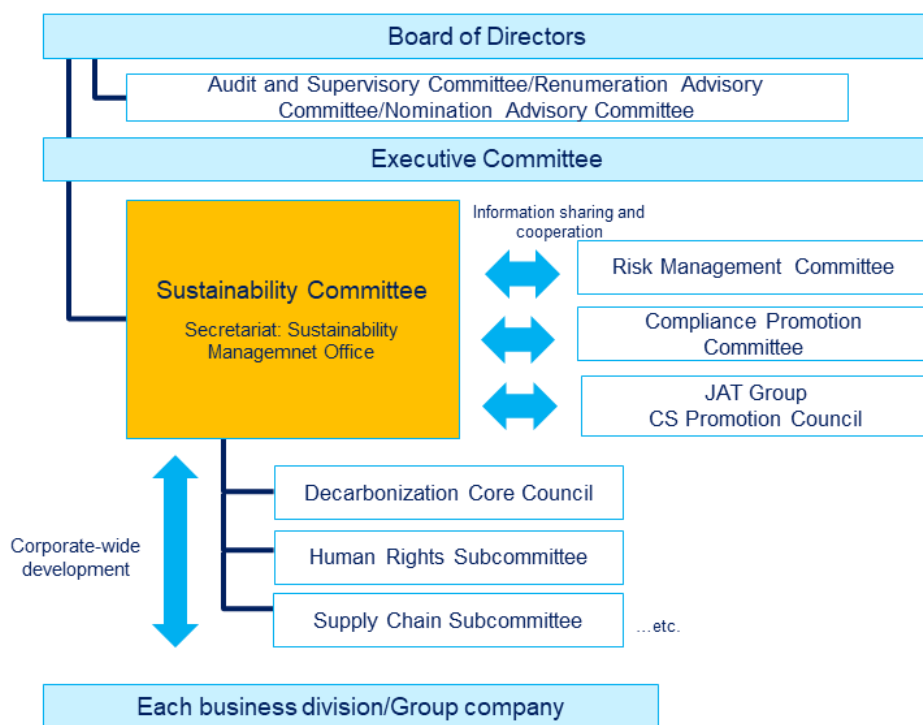 Board of Directors
Audit and Supervisory Committee/Renumeration Advisory
Committee/Nomination Advisory Committee
Executive Committee
Information sharing and
cooperation
Sustainability Committee
Secretariat: Sustainability
Managemnet Office
Risk Management Committee
Compliance Promotion
Committee
JAT Group
CS Promotion Council
Corporate-wide
development
Decarbonization Core Council
Human Rights Subcommittee
Supply Chain Subcommittee
...etc.
Each business division/Group company